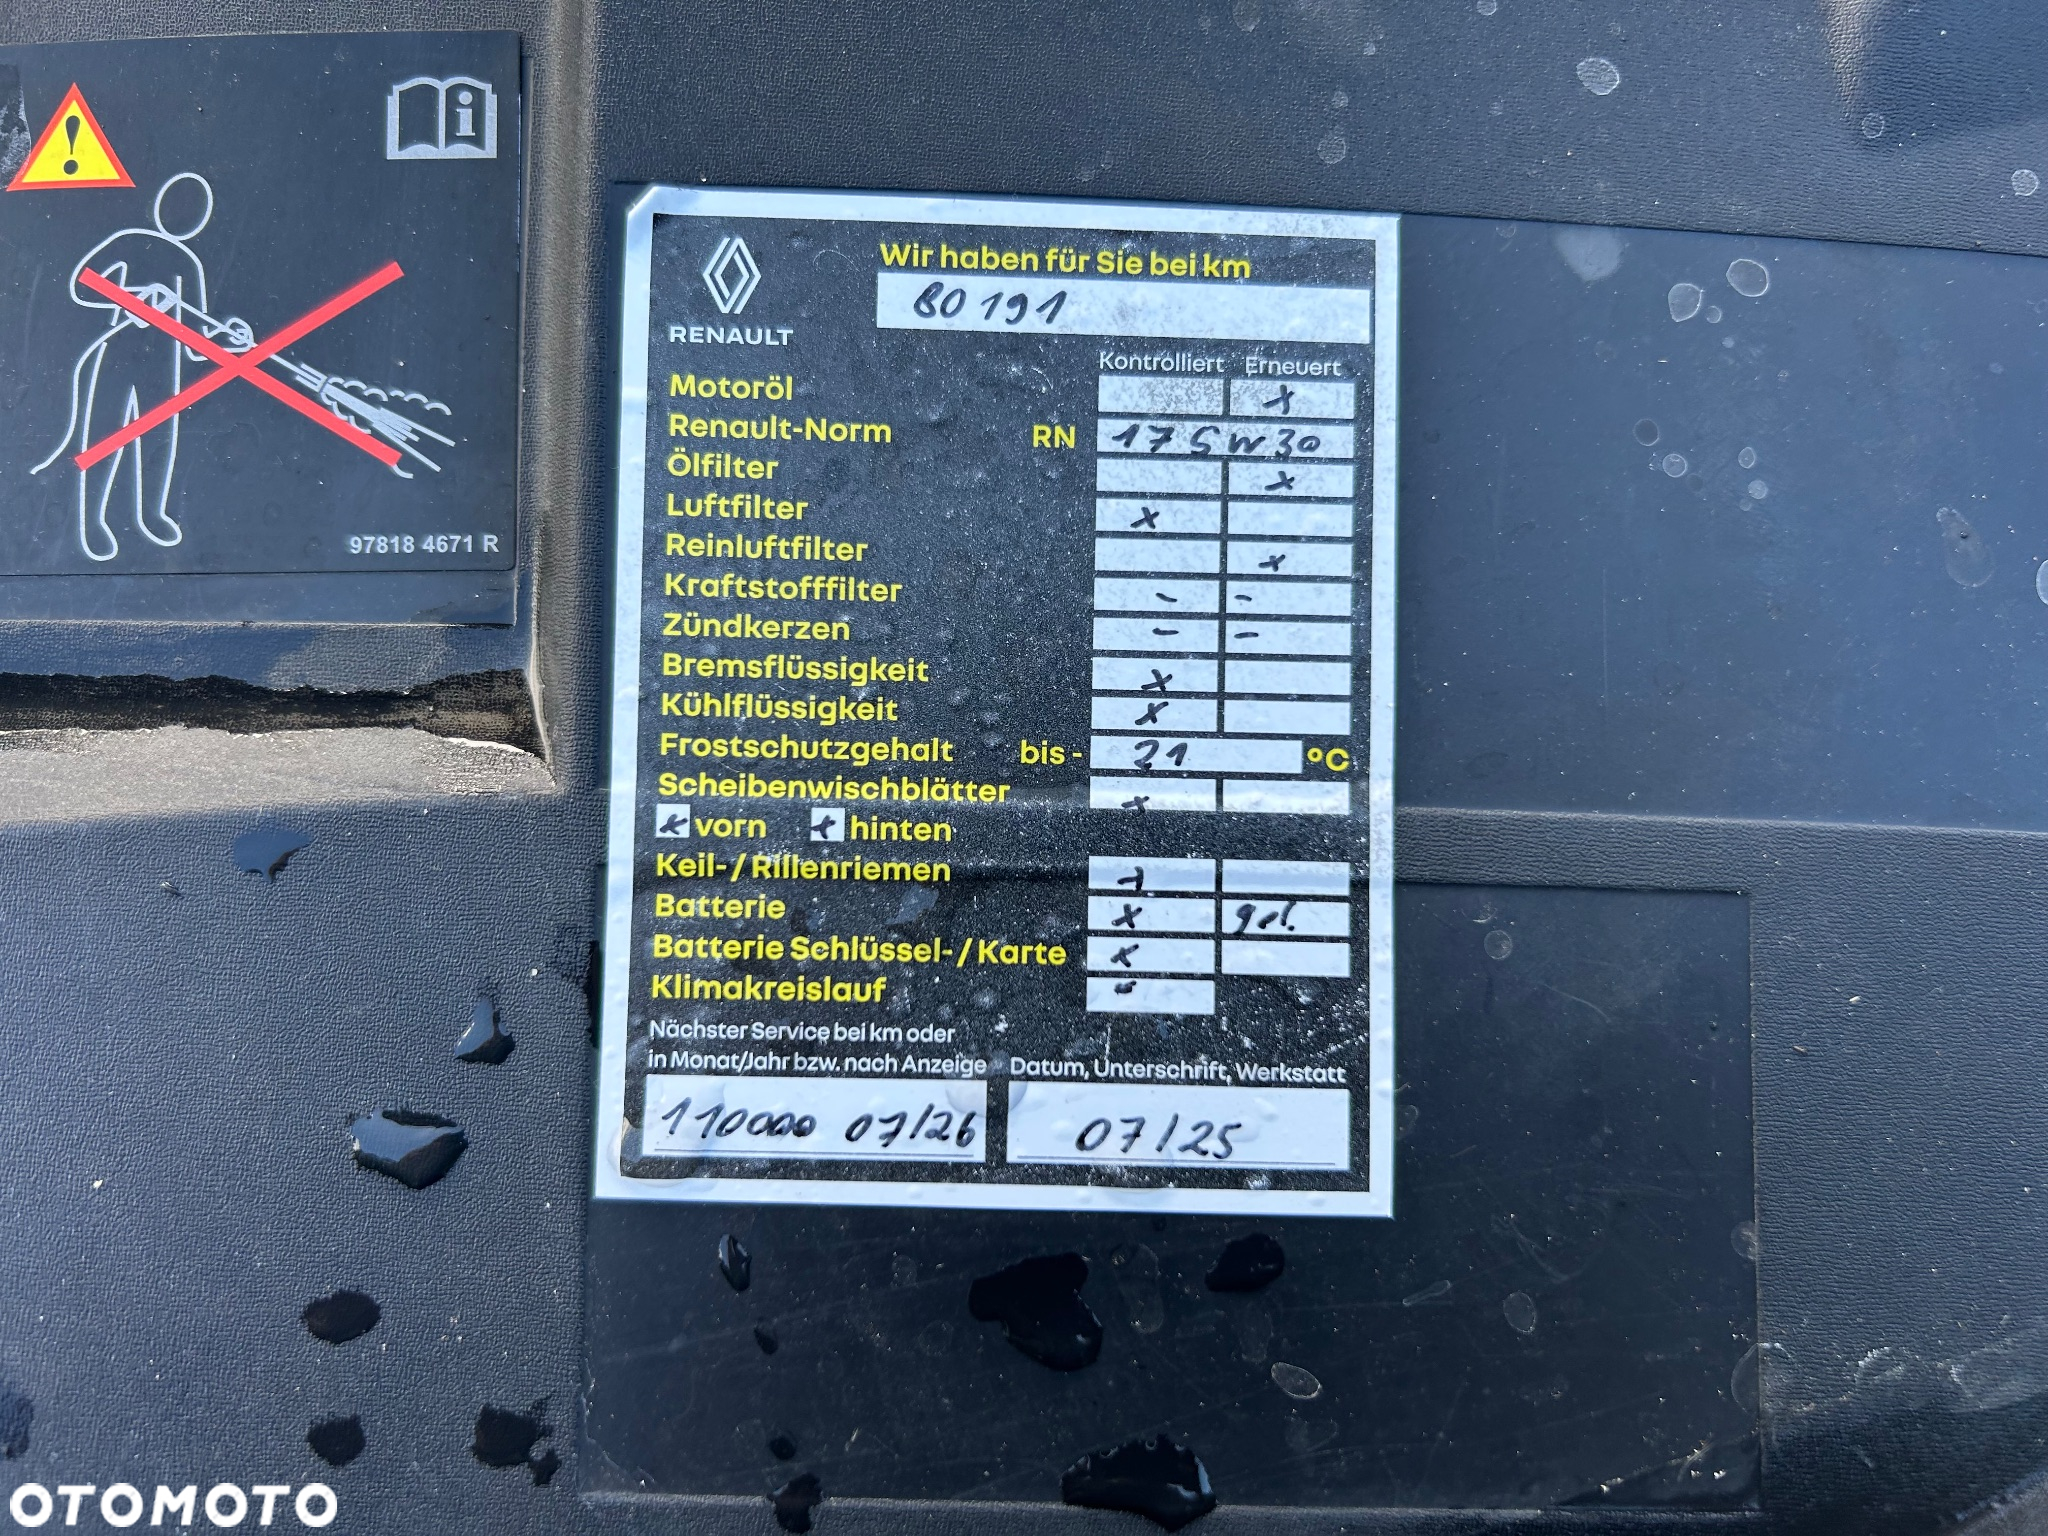 97818 4671 R
RENAULT
Wir haben für Sie bei km
80 191
Kontrolliert Erneuert
Motoröl x
Renault-Norm RN 17 5W30
Ölfilter x
Luftfilter x
Reinluftfilter x
Kraftstofffilter - -
Zündkerzen - -
Bremsflüssigkeit x
Kühlflüssigkeit x
Frostschutzgehalt bis - 21 °C
Scheibenwischblätter x
x vorn x hinten
Keil-/Rillenriemen x
Batterie x
Batterie Schlüssel-/Karte x
Klimakreislauf
Nächster Service bei km oder
in Monat/Jahr bzw. nach Anzeige Datum, Unterschrift, Werkstatt
110000 07/26 07/25
OTOMOTO